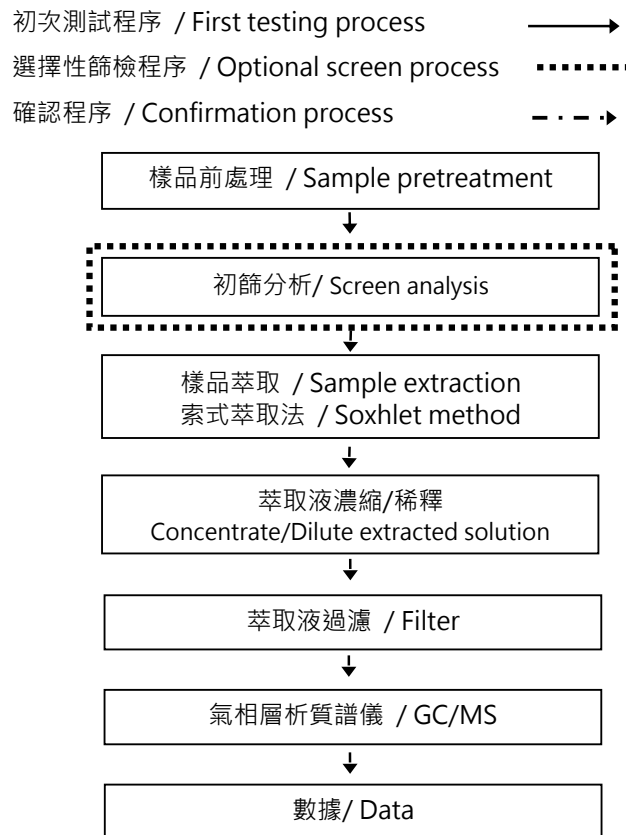 初次測試程序 / First testing process
選擇性篩檢程序 / Optional screen process
確認程序 / Confirmation process
樣品前處理 / Sample pretreatment
初篩分析/ Screen analysis
樣品萃取 / Sample extraction
索式萃取法 / Soxhlet method
萃取液濃縮/稀釋
Concentrate/Dilute extracted solution
萃取液過濾 / Filter
氣相層析質譜儀 / GC/MS
數據/ Data